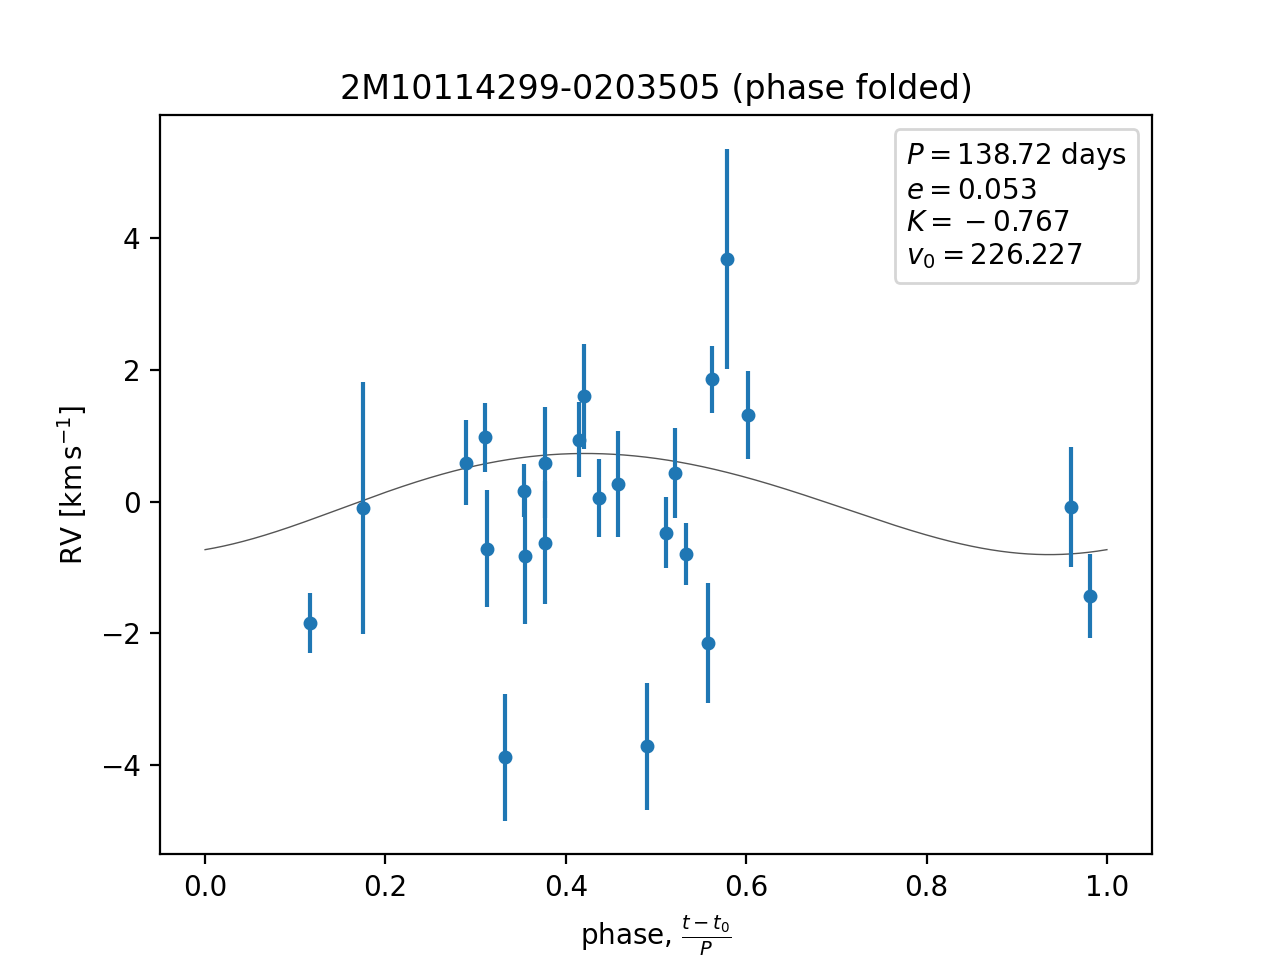 2M10114299-0203505 (phase folded)
P = 138.72 days
e = 0.053
K = −0.767
v₀ = 226.227
4
2
0
−2
−4
RV [km s⁻¹]
0.0 0.2 0.4 0.6 0.8 1.0
phase, (t − t₀)/P